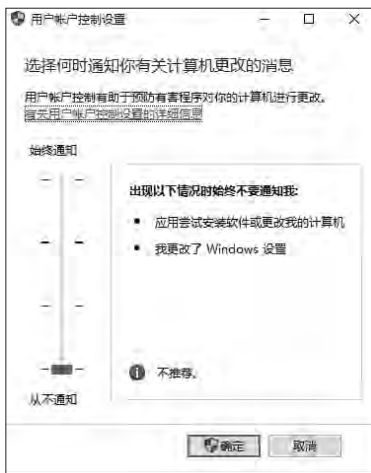 用户帐户控制设置
选择何时通知你有关计算机更改的消息
用户帐户控制有助于预防有害程序对你的计算机进行更改。
有关用户帐户控制设置的详细信息
始终通知
出现以下情况时始终不要通知我:
• 应用尝试安装软件或更改我的计算机
• 我更改了 Windows 设置
不推荐。
从不通知
确定
取消